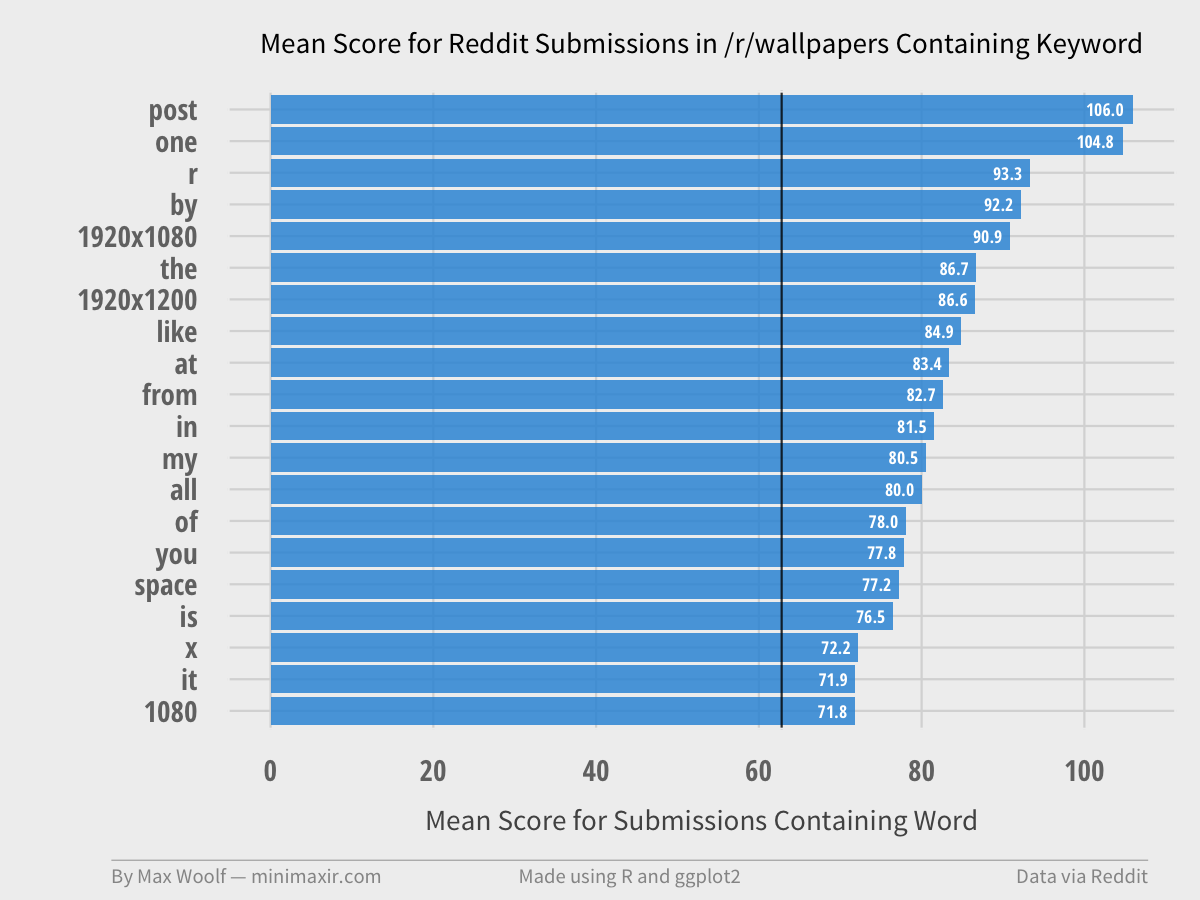 Mean Score for Reddit Submissions in /r/wallpapers Containing Keyword
post 106.0
one 104.8
r 93.3
by 92.2
1920x1080 90.9
the 86.7
1920x1200 86.6
like 84.9
at 83.4
from 82.7
in 81.5
my 80.5
all 80.0
of 78.0
you 77.8
space 77.2
is 76.5
x 72.2
it 71.9
1080 71.8
0 20 40 60 80 100
Mean Score for Submissions Containing Word
By Max Woolf — minimaxir.com Made using R and ggplot2 Data via Reddit